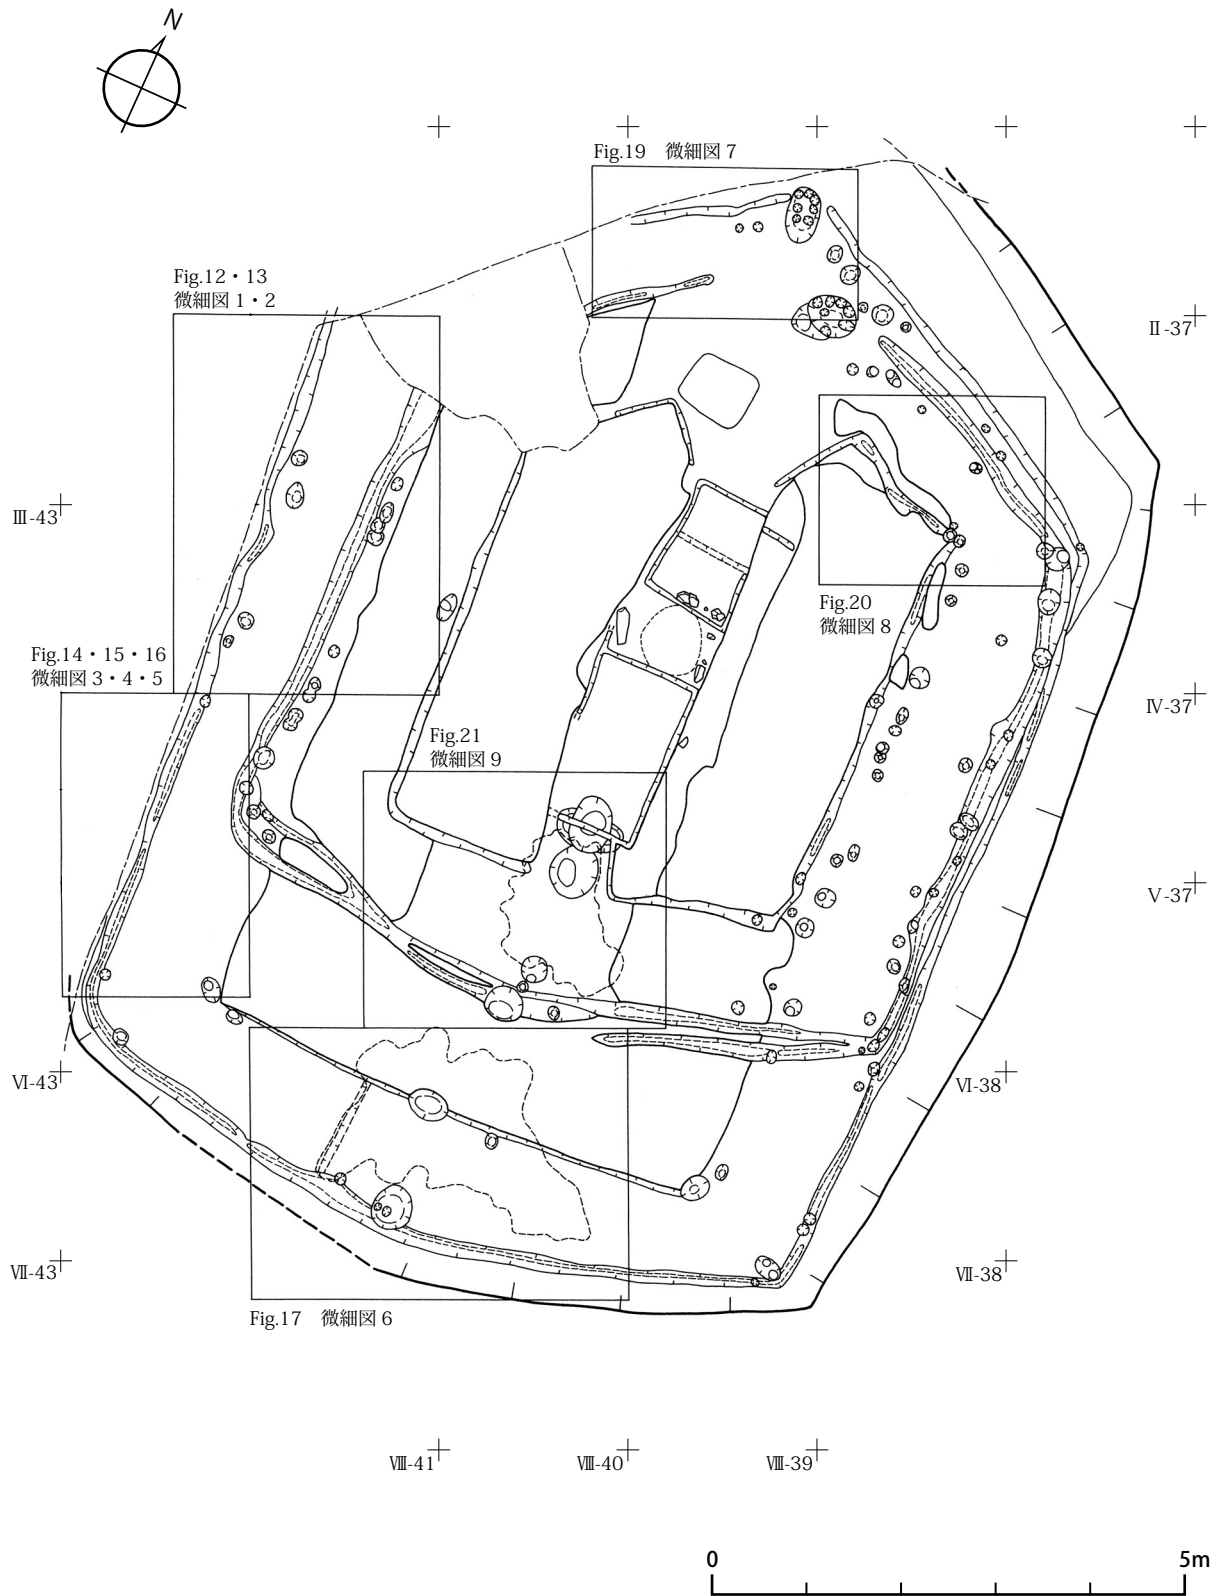 N
Fig.19 微細図 7
Fig.12・13
微細図 1・2
Ⅱ-37
Ⅲ-43
Fig.20
微細図 8
Fig.14・15・16
微細図 3・4・5
Ⅳ-37
Fig.21
微細図 9
Ⅴ-37
Ⅵ-43
Ⅵ-38
Ⅶ-43
Ⅶ-38
Fig.17 微細図 6
Ⅷ-41
Ⅷ-40
Ⅷ-39
0
5m